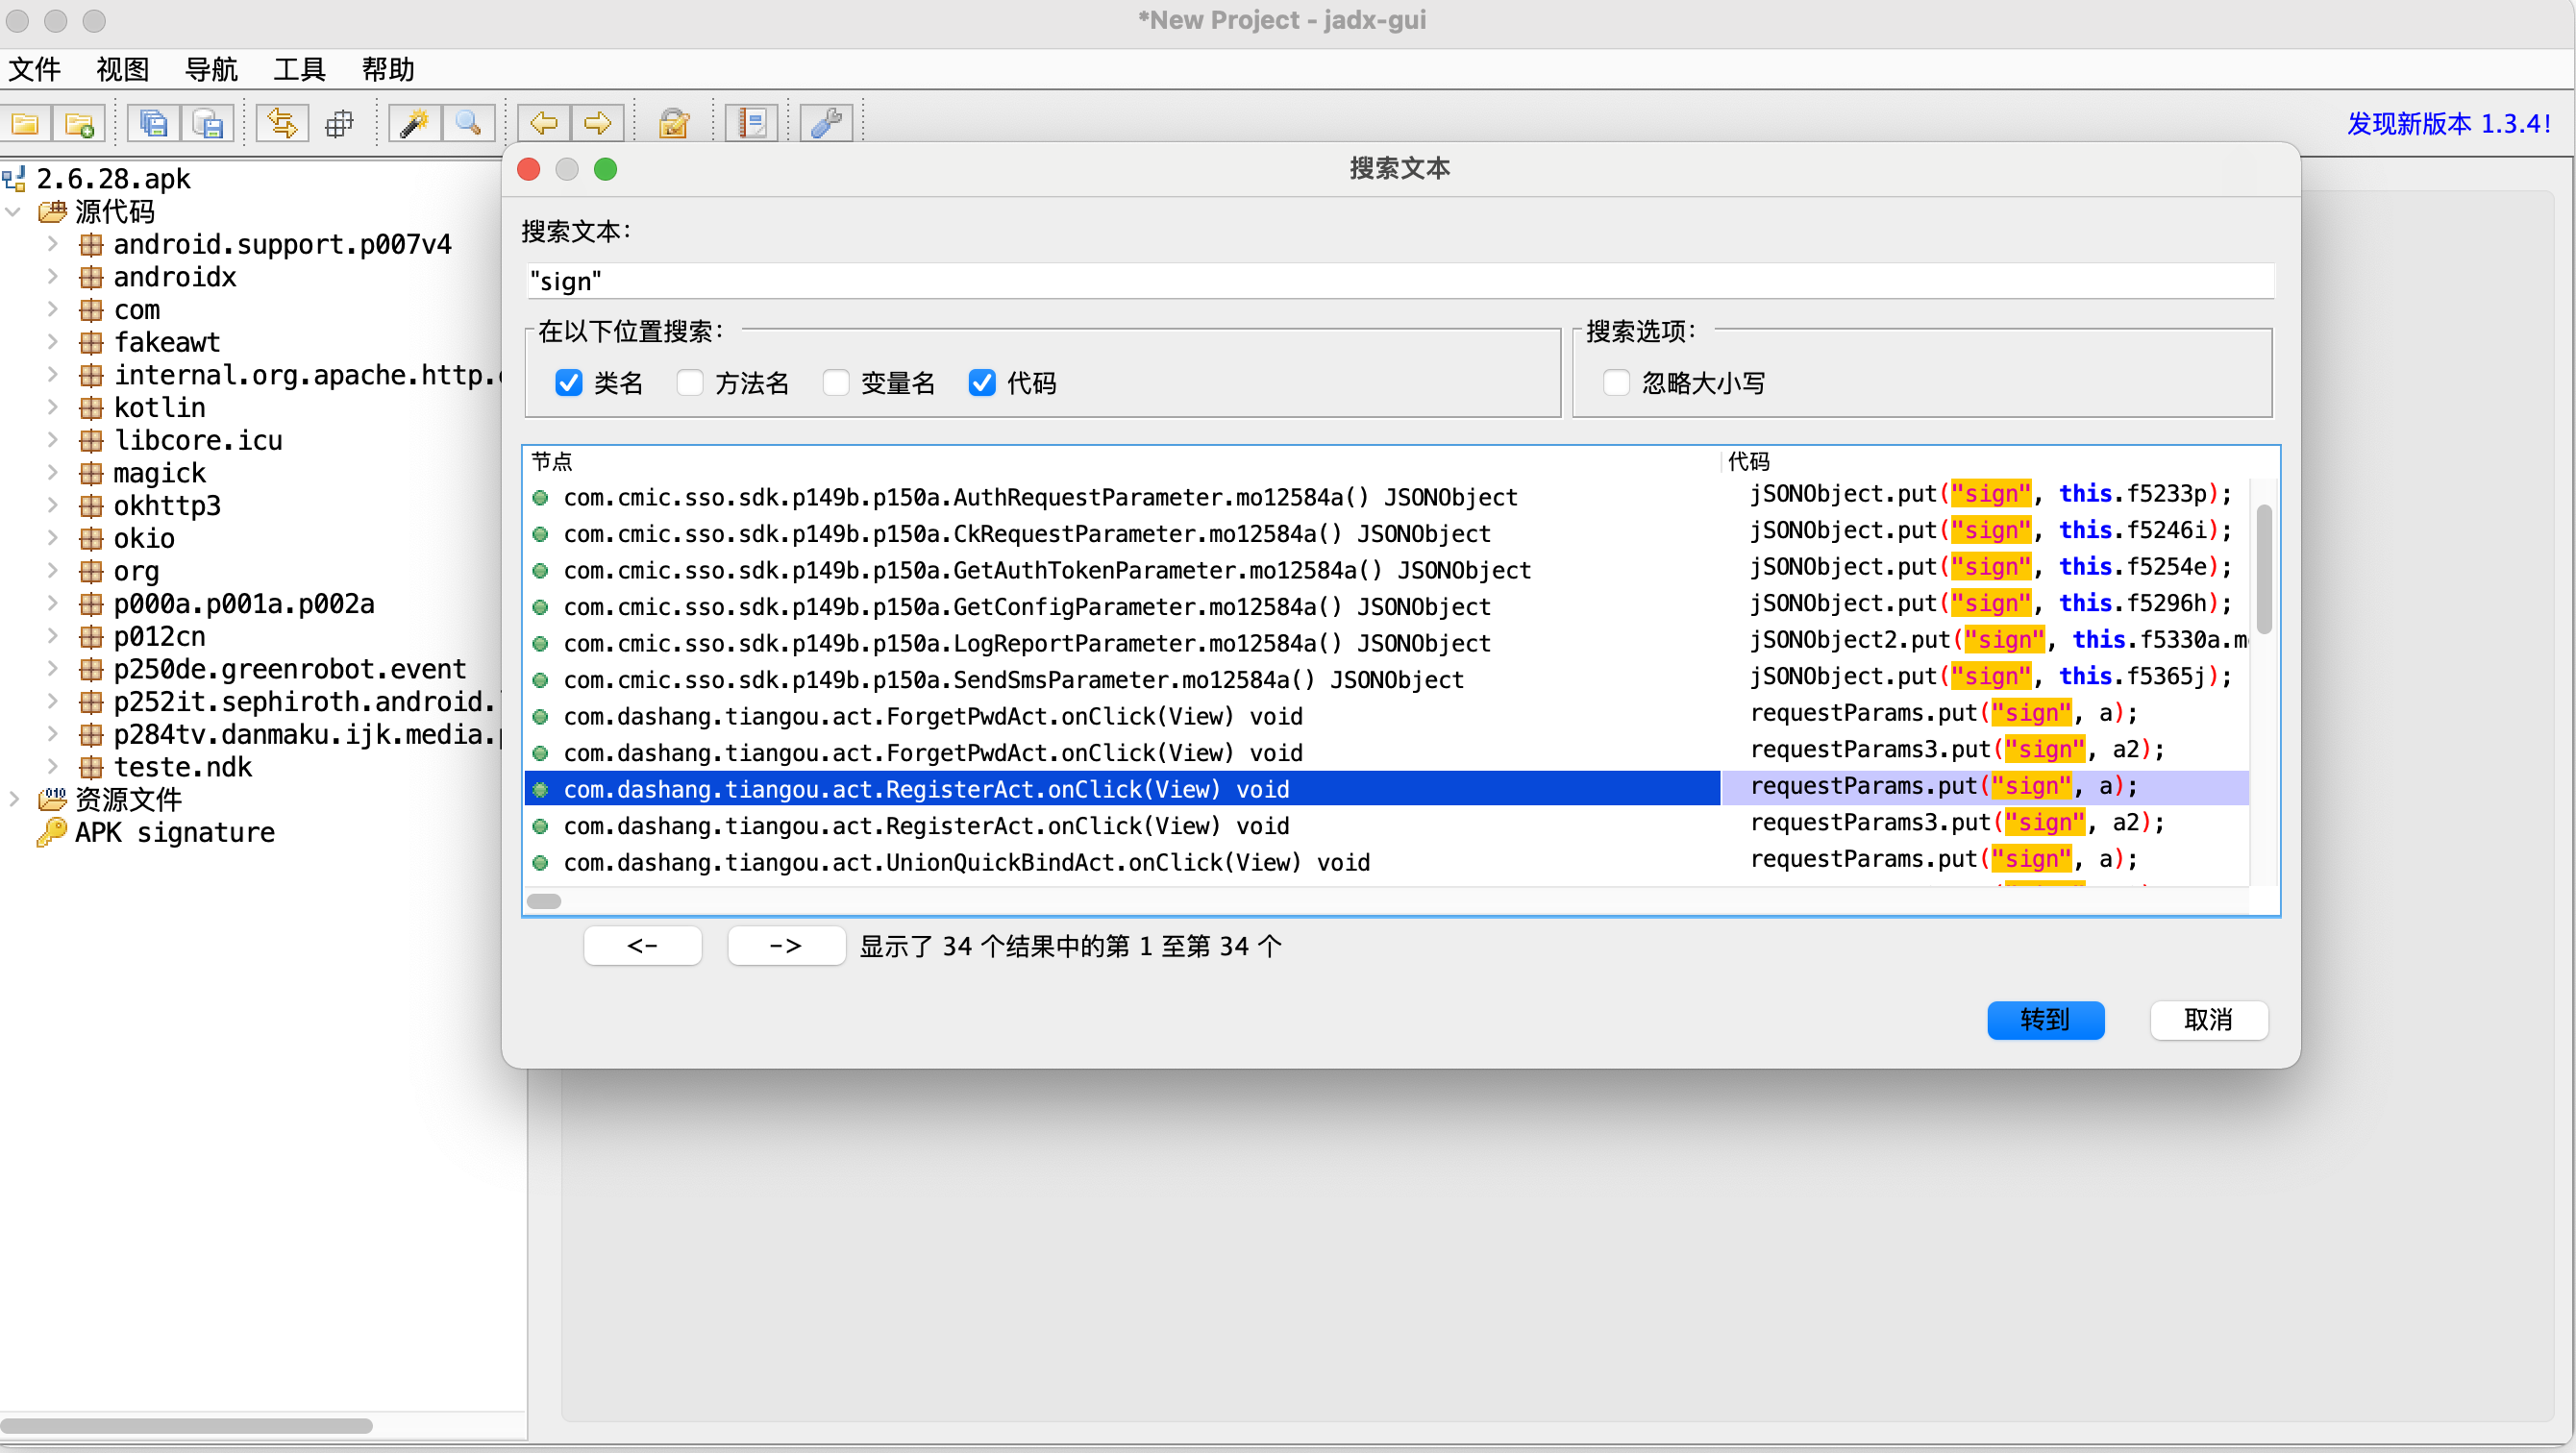 *New Project - jadx-gui
文件 视图 导航 工具 帮助
发现新版本 1.3.4!
2.6.28.apk
源代码
android.support.p007v4
androidx
com
fakeawt
internal.org.apache.http.
kotlin
libcore.icu
magick
okhttp3
okio
org
p000a.p001a.p002a
p012cn
p250de.greenrobot.event
p252it.sephiroth.android.
p284tv.danmaku.ijk.media.
teste.ndk
资源文件
APK signature
搜索文本
搜索文本:
"sign"
在以下位置搜索:
类名 方法名 变量名 代码
搜索选项:
忽略大小写
节点 代码
com.cmic.sso.sdk.p149b.p150a.AuthRequestParameter.mo12584a() JSONObject jSONObject.put("sign", this.f5233p);
com.cmic.sso.sdk.p149b.p150a.CkRequestParameter.mo12584a() JSONObject jSONObject.put("sign", this.f5246i);
com.cmic.sso.sdk.p149b.p150a.GetAuthTokenParameter.mo12584a() JSONObject jSONObject.put("sign", this.f5254e);
com.cmic.sso.sdk.p149b.p150a.GetConfigParameter.mo12584a() JSONObject jSONObject.put("sign", this.f5296h);
com.cmic.sso.sdk.p149b.p150a.LogReportParameter.mo12584a() JSONObject jSONObject2.put("sign", this.f5330a.m
com.cmic.sso.sdk.p149b.p150a.SendSmsParameter.mo12584a() JSONObject jSONObject.put("sign", this.f5365j);
com.dashang.tiangou.act.ForgetPwdAct.onClick(View) void requestParams.put("sign", a);
com.dashang.tiangou.act.ForgetPwdAct.onClick(View) void requestParams3.put("sign", a2);
com.dashang.tiangou.act.RegisterAct.onClick(View) void requestParams.put("sign", a);
com.dashang.tiangou.act.RegisterAct.onClick(View) void requestParams3.put("sign", a2);
com.dashang.tiangou.act.UnionQuickBindAct.onClick(View) void requestParams.put("sign", a);
<- -> 显示了 34 个结果中的第 1 至第 34 个
转到 取消